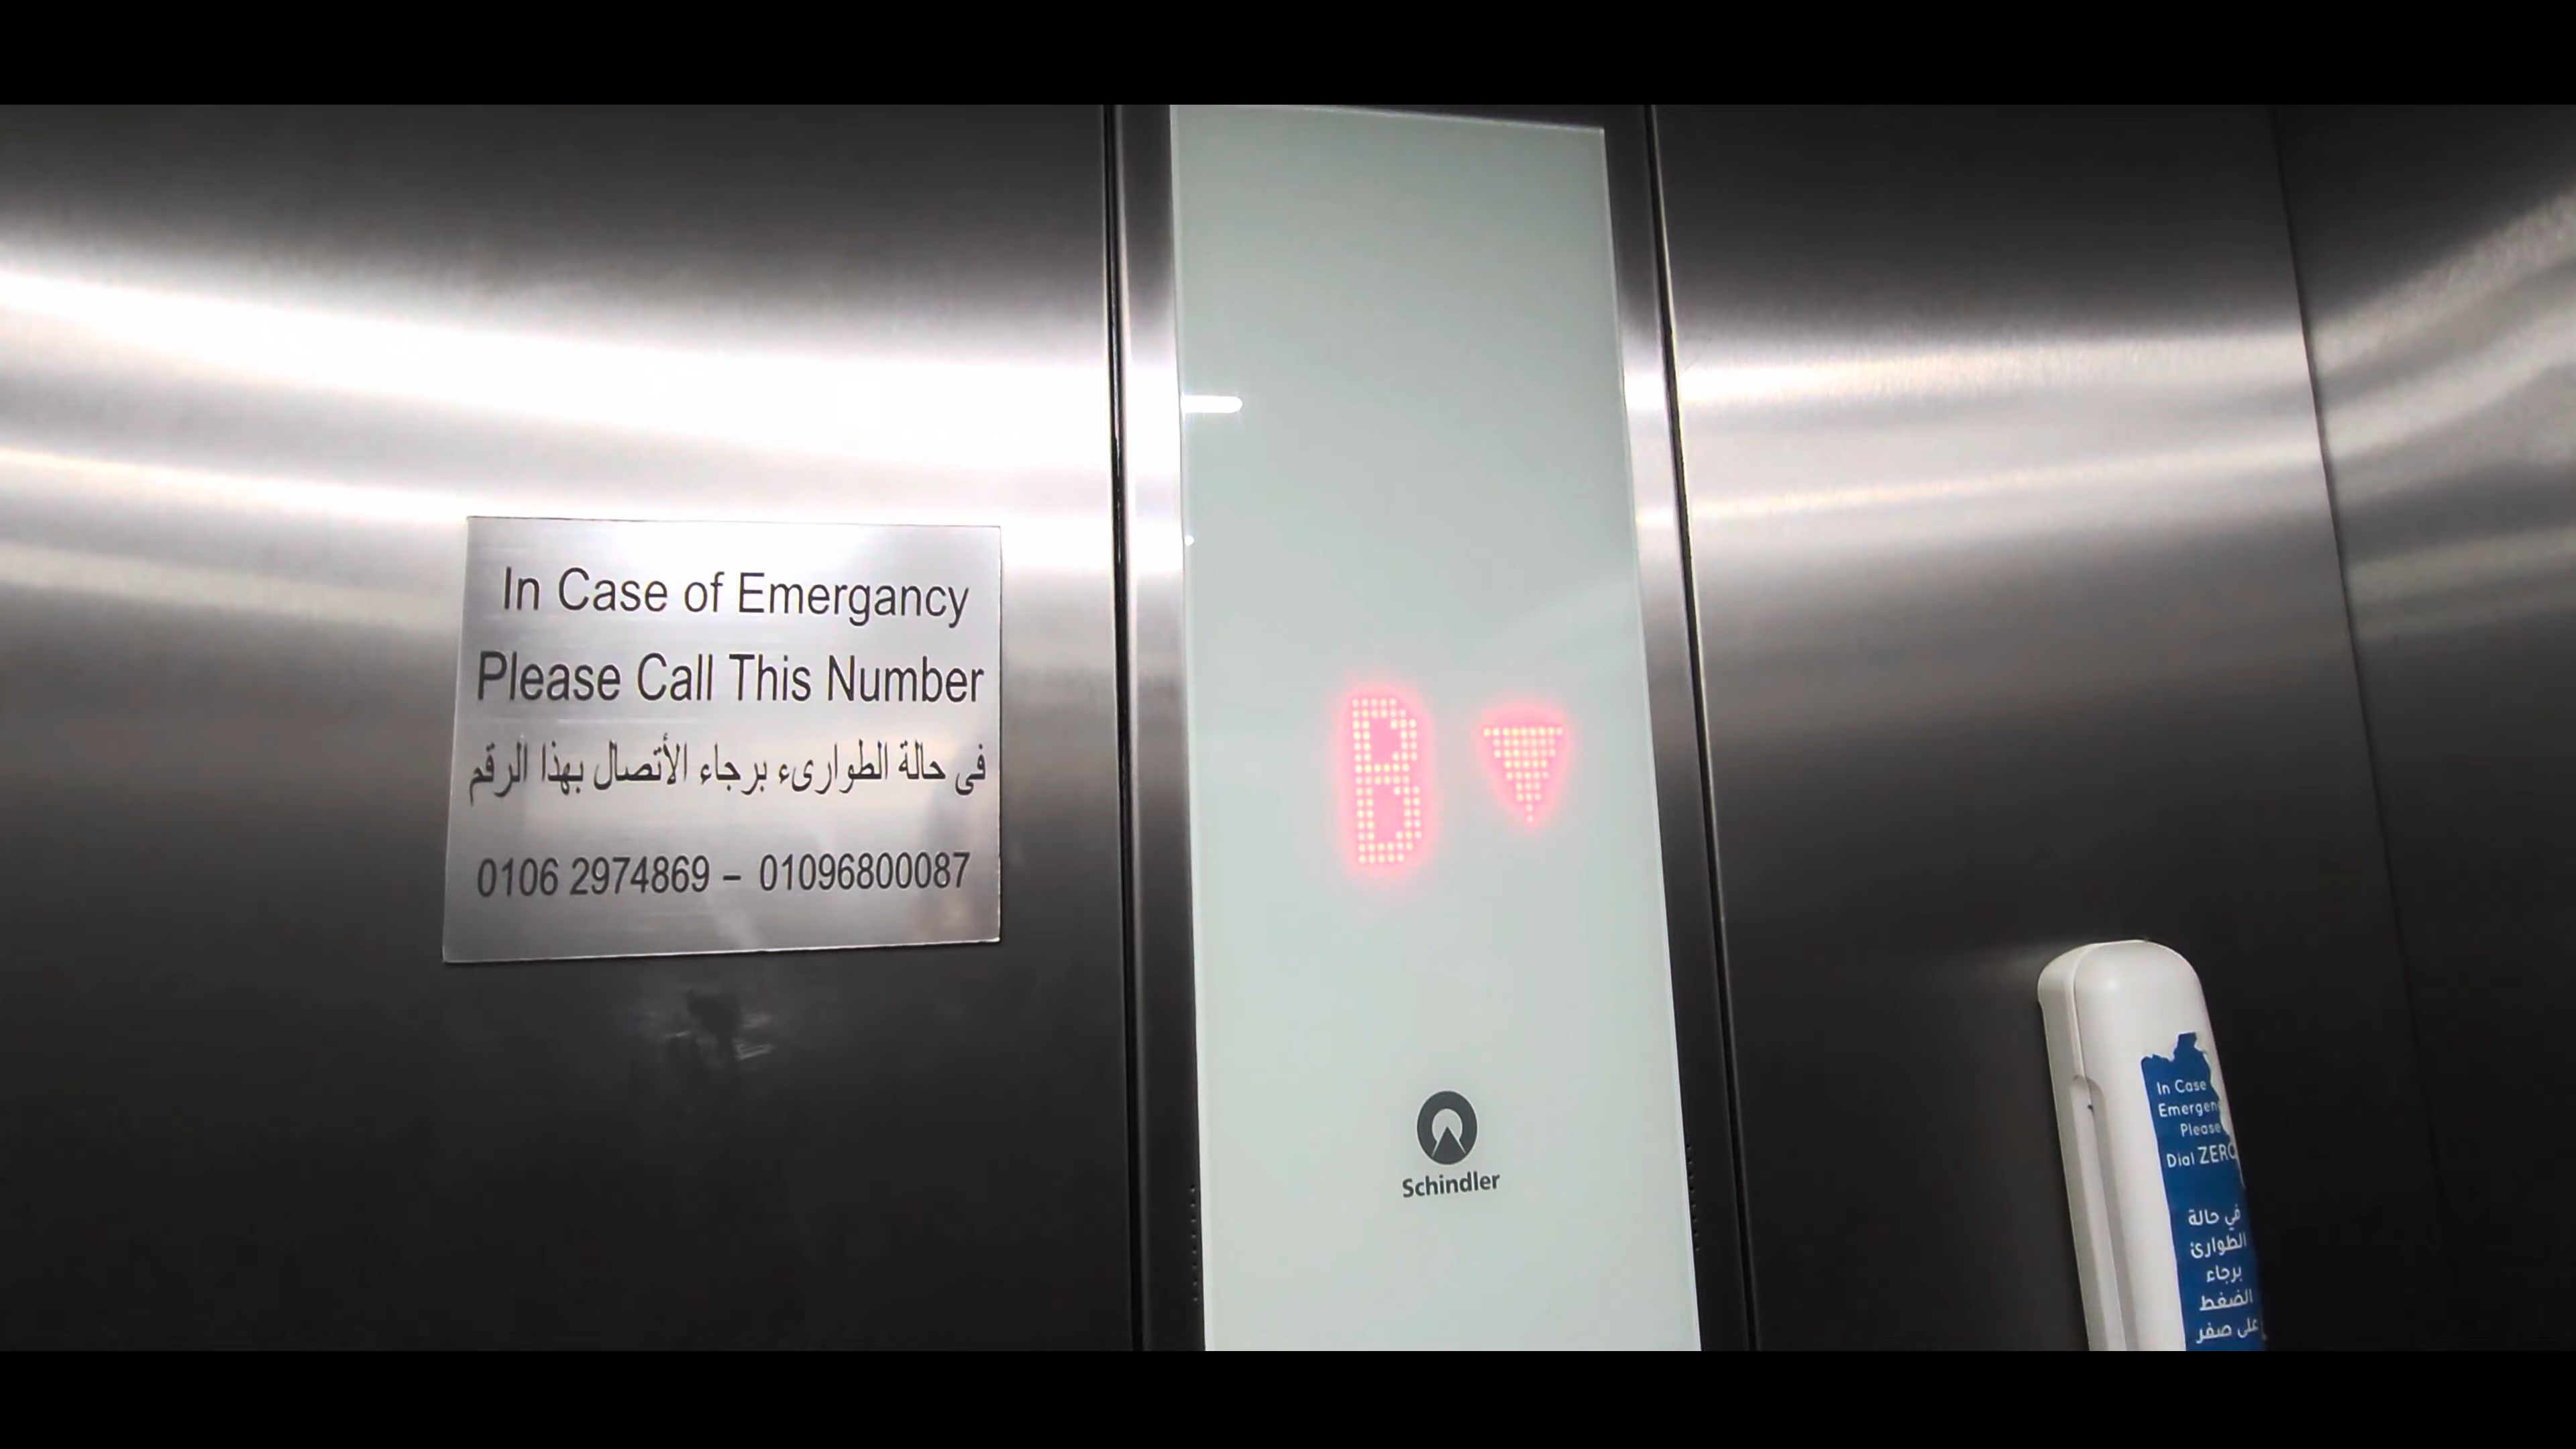 In Case of Emergancy
Please Call This Number
فى حالة الطوارىء برجاء الأتصال بهذا الرقم
0106 2974869 – 01096800087
B
Schindler
In Case
Please
Dial ZERO
في حالة
الطوارئ
برجاء
الضغط
على صفر